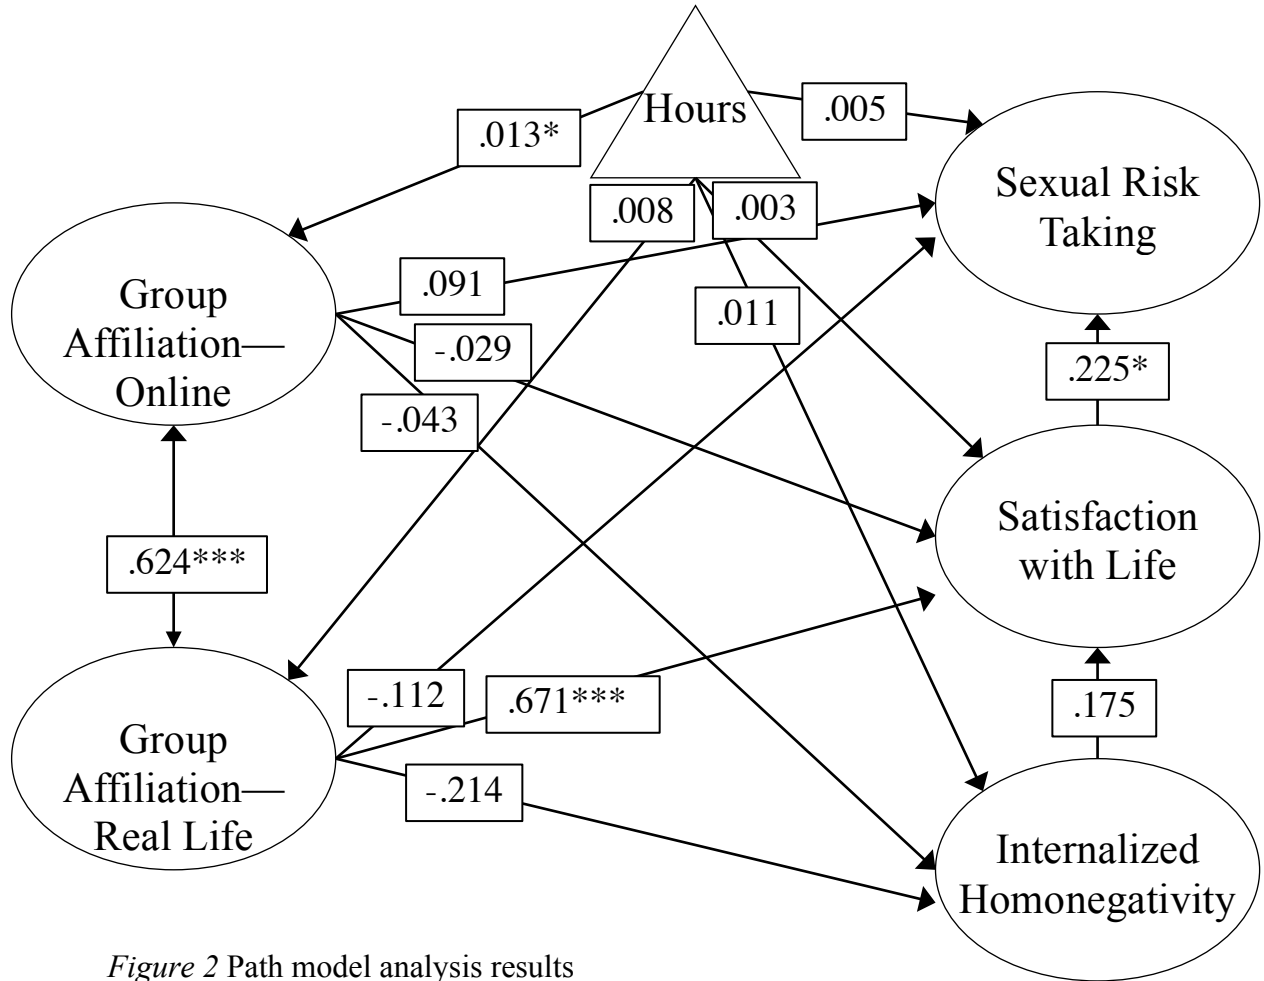 Hours
.005
.013*
Sexual Risk
Taking
.008
.003
Group
Affiliation—
Online
.091
.011
-.029
.225*
-.043
Satisfaction
with Life
.624***
-.112
.671***
.175
Group
Affiliation—
Real Life
-.214
Internalized
Homonegativity
Figure 2 Path model analysis results